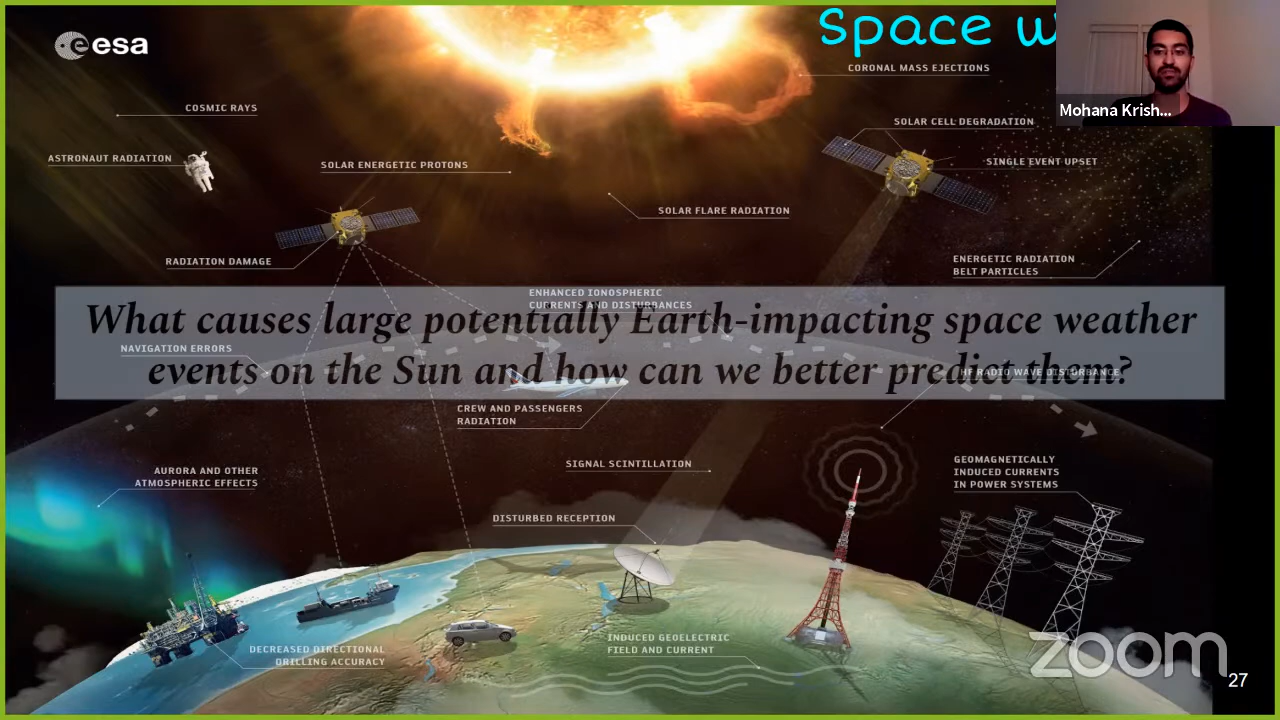 esa
Space w
CORONAL MASS EJECTIONS
Mohana Krish...
COSMIC RAYS
SOLAR CELL DEGRADATION
ASTRONAUT RADIATION
SOLAR ENERGETIC PROTONS
SINGLE EVENT UPSET
SOLAR FLARE RADIATION
RADIATION DAMAGE
ENERGETIC RADIATION
BELT PARTICLES
ENHANCED IONOSPHERIC
CURRENTS AND DISTURBANCES
What causes large potentially Earth-impacting space weather
events on the Sun and how can we better predict them?
NAVIGATION ERRORS
HF RADIO WAVE DISTURBANCE
CREW AND PASSENGERS
RADIATION
SIGNAL SCINTILLATION
AURORA AND OTHER
ATMOSPHERIC EFFECTS
GEOMAGNETICALLY
INDUCED CURRENTS
IN POWER SYSTEMS
DISTURBED RECEPTION
DECREASED DIRECTIONAL
DRILLING ACCURACY
INDUCED GEOELECTRIC
FIELD AND CURRENT
zoom
27